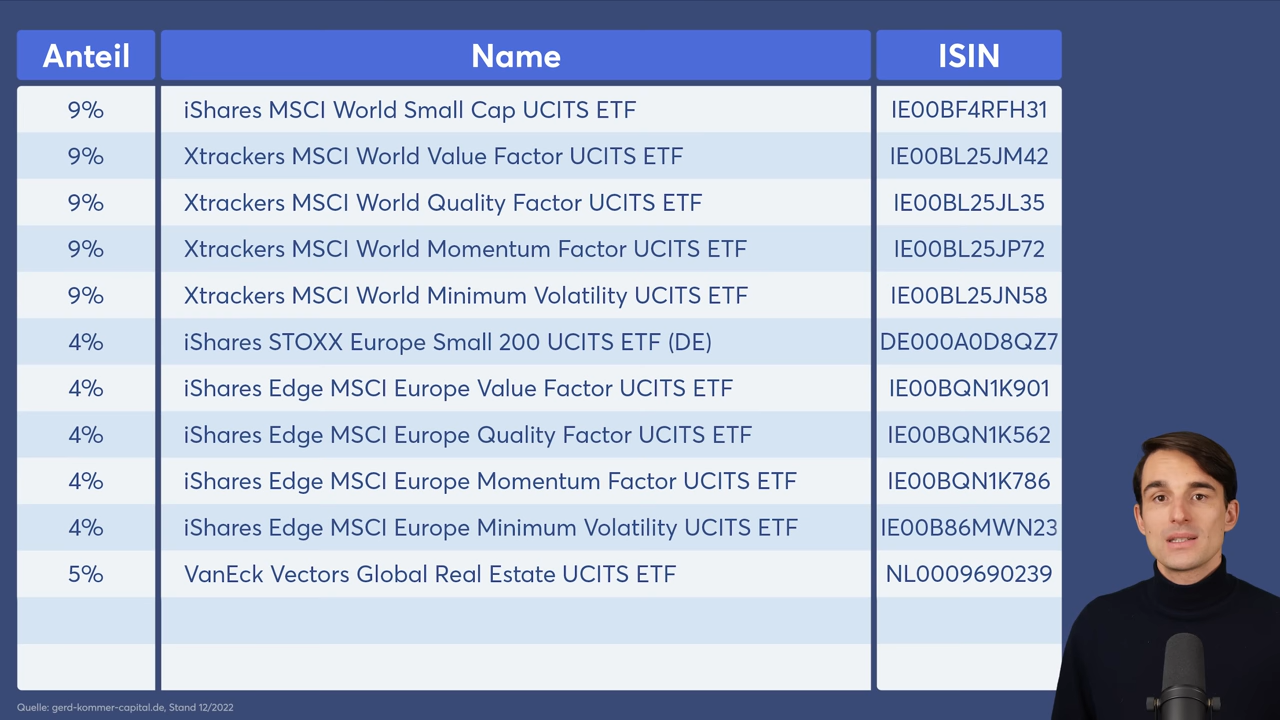 Anteil Name ISIN
9% iShares MSCI World Small Cap UCITS ETF IE00BF4RFH31
9% Xtrackers MSCI World Value Factor UCITS ETF IE00BL25JM42
9% Xtrackers MSCI World Quality Factor UCITS ETF IE00BL25JL35
9% Xtrackers MSCI World Momentum Factor UCITS ETF IE00BL25JP72
9% Xtrackers MSCI World Minimum Volatility UCITS ETF IE00BL25JN58
4% iShares STOXX Europe Small 200 UCITS ETF (DE) DE000A0D8QZ7
4% iShares Edge MSCI Europe Value Factor UCITS ETF IE00BQN1K901
4% iShares Edge MSCI Europe Quality Factor UCITS ETF IE00BQN1K562
4% iShares Edge MSCI Europe Momentum Factor UCITS ETF IE00BQN1K786
4% iShares Edge MSCI Europe Minimum Volatility UCITS ETF IE00B86MWN23
5% VanEck Vectors Global Real Estate UCITS ETF NL0009690239
Quelle: gerd-kommer-capital.de, Stand 12/2022